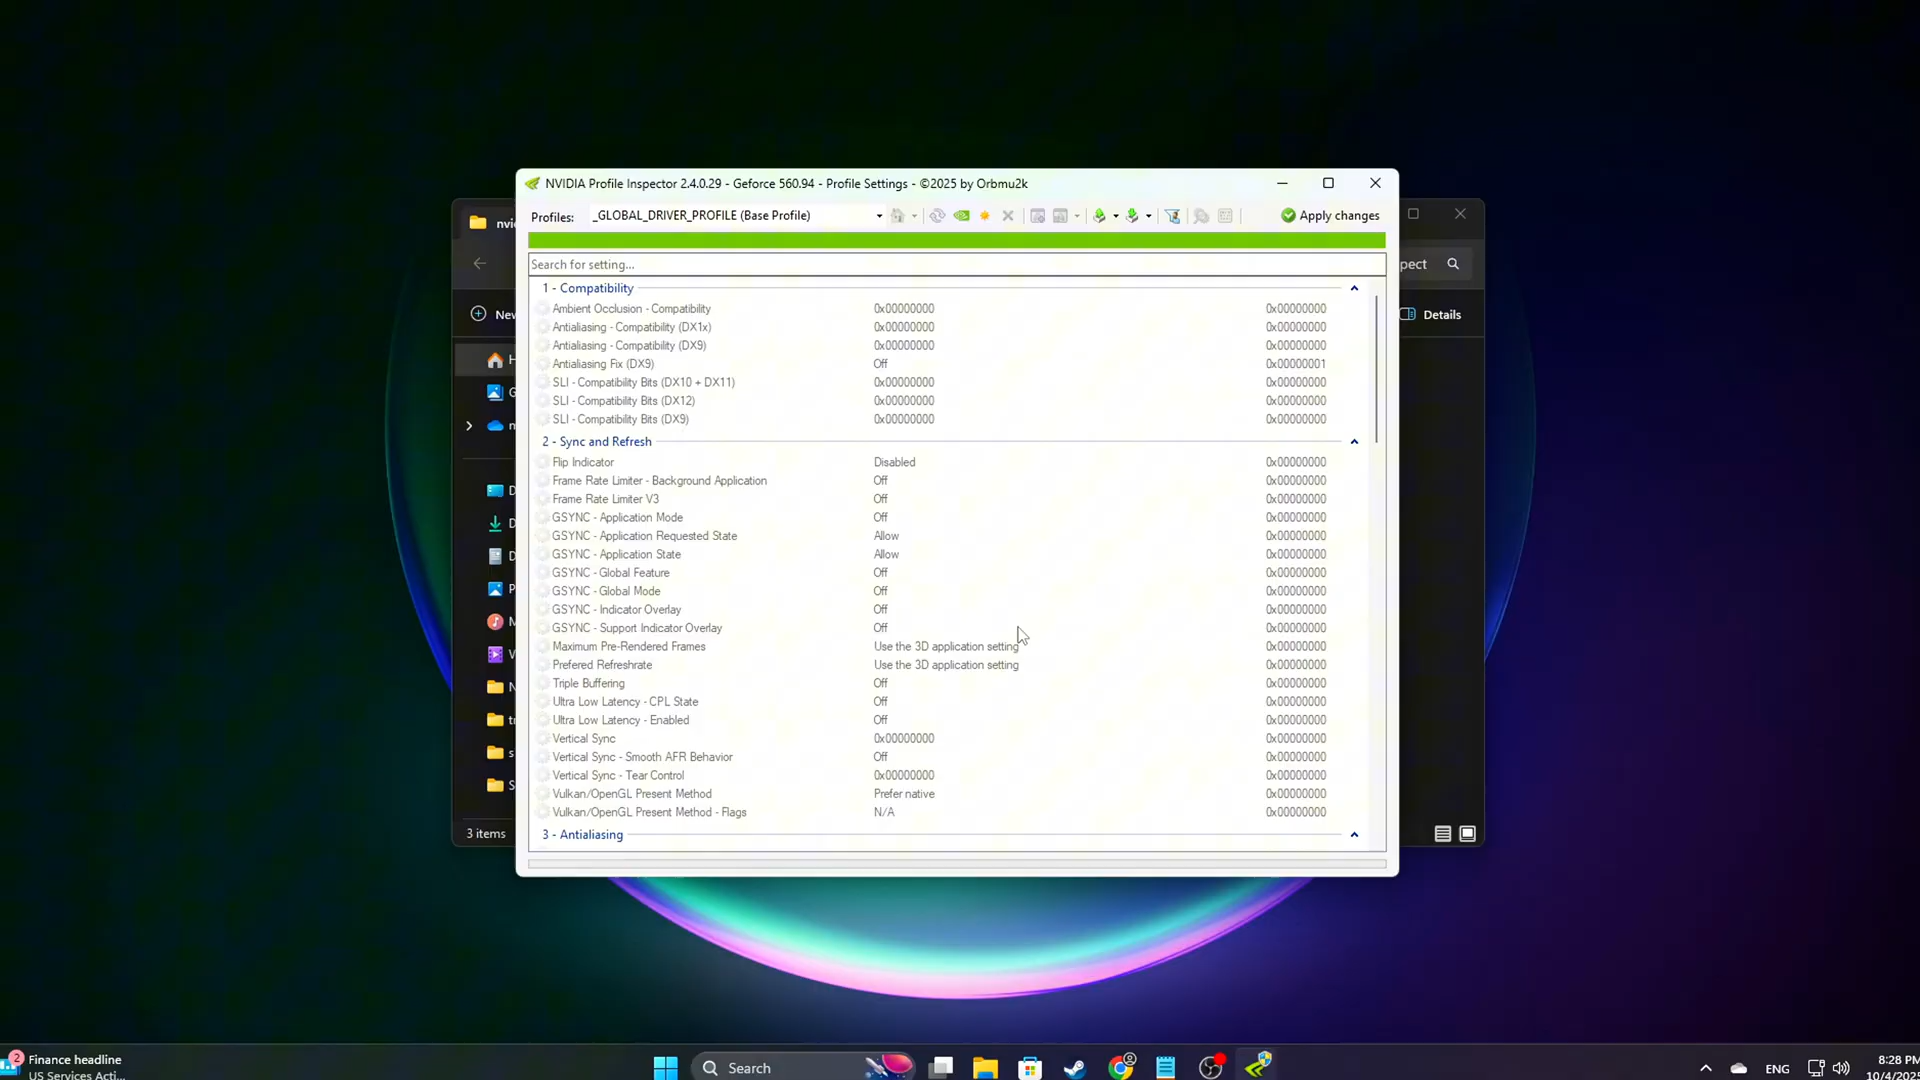 NVIDIA Profile Inspector 2.4.0.29 - Geforce 560.94 - Profile Settings - ©2025 by Orbmu2k
Profiles: _GLOBAL_DRIVER_PROFILE (Base Profile) Apply changes
Search for setting...
1 - Compatibility
Ambient Occlusion - Compatibility 0x00000000 0x00000000
Antialiasing - Compatibility (DX1x) 0x00000000 0x00000000
Antialiasing - Compatibility (DX9) 0x00000000 0x00000000
Antialiasing Fix (DX9) Off 0x00000001
SLI - Compatibility Bits (DX10 + DX11) 0x00000000 0x00000000
SLI - Compatibility Bits (DX12) 0x00000000 0x00000000
SLI - Compatibility Bits (DX9) 0x00000000 0x00000000
2 - Sync and Refresh
Flip Indicator Disabled 0x00000000
Frame Rate Limiter - Background Application Off 0x00000000
Frame Rate Limiter V3 Off 0x00000000
GSYNC - Application Mode Off 0x00000000
GSYNC - Application Requested State Allow 0x00000000
GSYNC - Application State Allow 0x00000000
GSYNC - Global Feature Off 0x00000000
GSYNC - Global Mode Off 0x00000000
GSYNC - Indicator Overlay Off 0x00000000
GSYNC - Support Indicator Overlay Off 0x00000000
Maximum Pre-Rendered Frames Use the 3D application setting 0x00000000
Prefered Refreshrate Use the 3D application setting 0x00000000
Triple Buffering Off 0x00000000
Ultra Low Latency - CPL State Off 0x00000000
Ultra Low Latency - Enabled Off 0x00000000
Vertical Sync 0x00000000 0x00000000
Vertical Sync - Smooth AFR Behavior Off 0x00000000
Vertical Sync - Tear Control 0x00000000 0x00000000
Vulkan/OpenGL Present Method Prefer native 0x00000000
Vulkan/OpenGL Present Method - Flags N/A 0x00000000
3 - Antialiasing
nvi
pect
New
Details
3 items
2
Finance headline
US Services Acti...
Search
ENG
8:28 PM
10/4/202